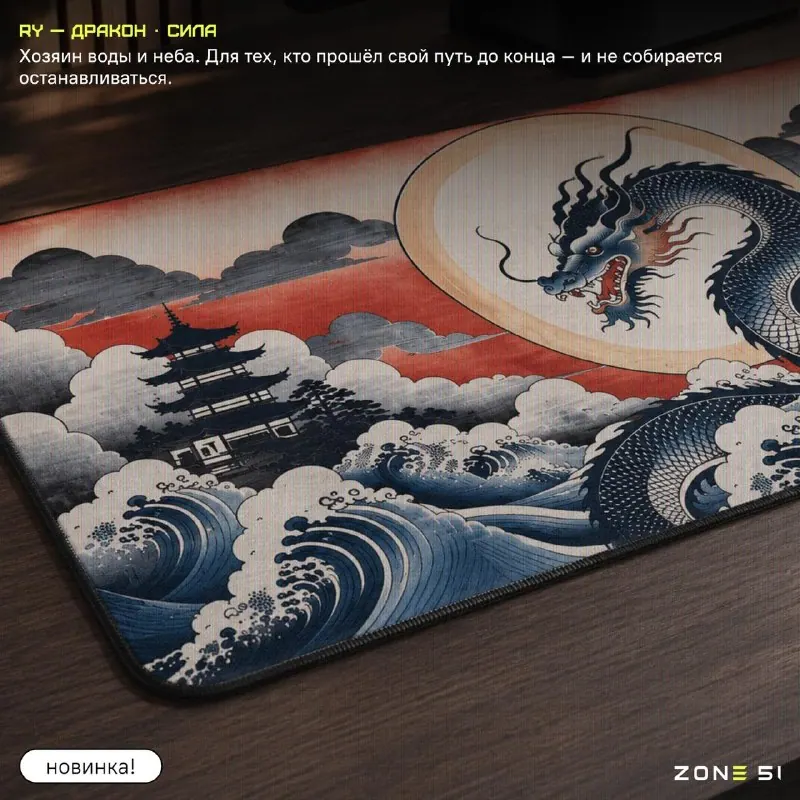 RY — ДРАКОН · СИЛА
Хозяин воды и неба. Для тех, кто прошёл свой путь до конца — и не собирается
останавливаться.
новинка!
ZONE 51